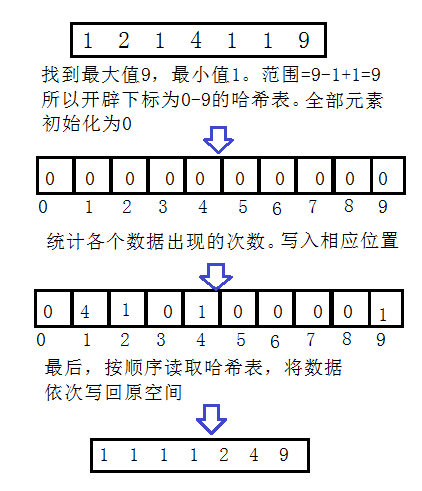 1 2 1 4 1 1 9
找到最大值9，最小值1。范围=9-1+1=9
所以开辟下标为0-9的哈希表。全部元素
初始化为0
0 0 0 0 0 0 0 0 0 0
0 1 2 3 4 5 6 7 8 9
统计各个数据出现的次数。写入相应位置
0 4 1 0 1 0 0 0 0 1
0 1 2 3 4 5 6 7 8 9
最后，按顺序读取哈希表，将数据
依次写回原空间
1 1 1 1 2 4 9